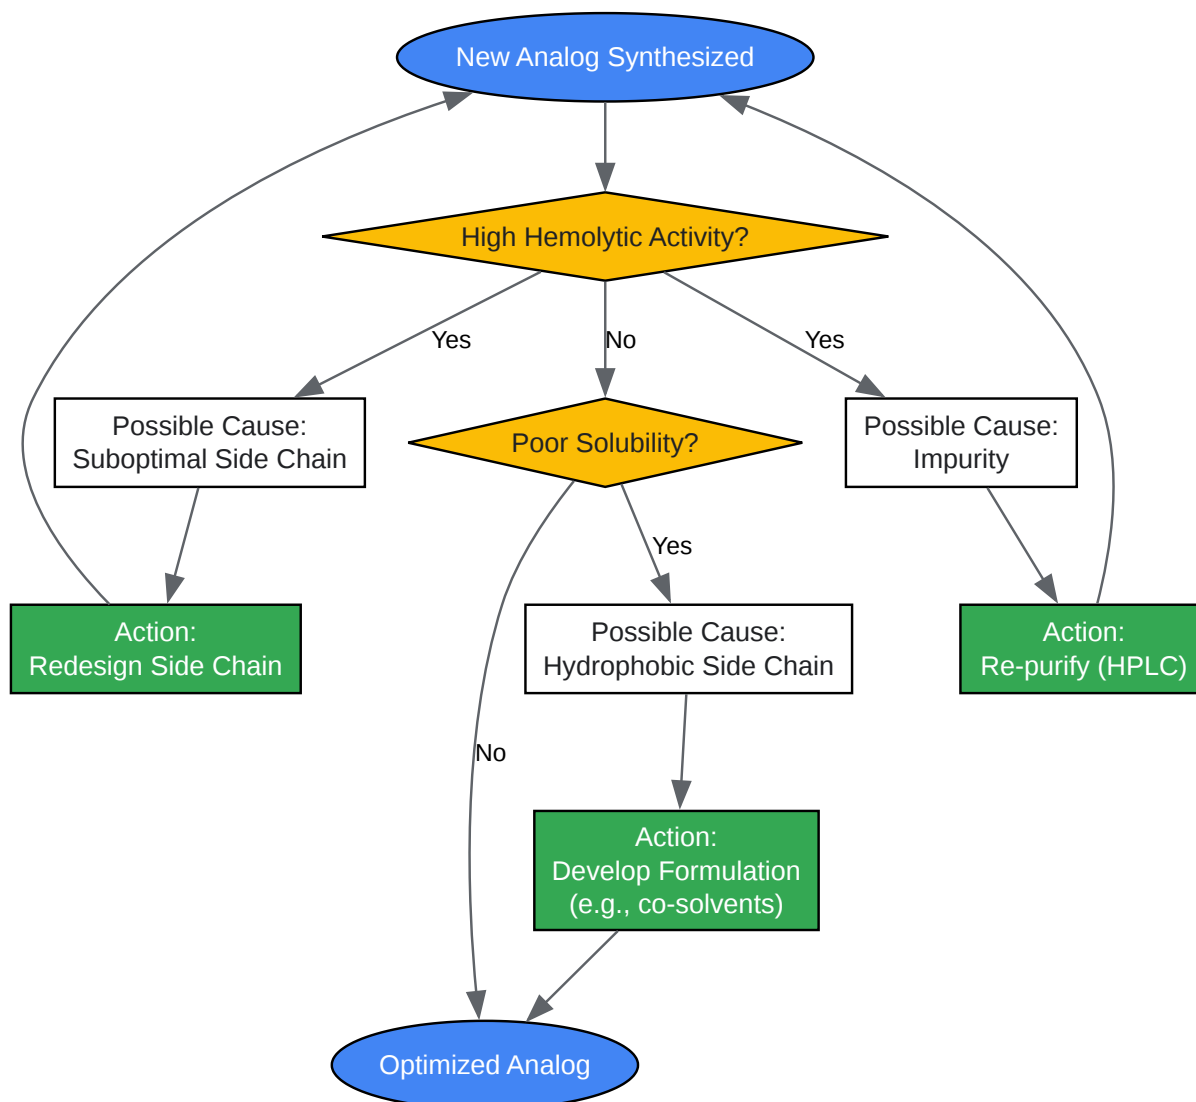 New Analog Synthesized
High Hemolytic Activity?
Yes
No
Yes
Possible Cause:
Suboptimal Side Chain
Poor Solubility?
Possible Cause:
Impurity
Yes
Action:
Redesign Side Chain
Possible Cause:
Hydrophobic Side Chain
Action:
Re-purify (HPLC)
No
Action:
Develop Formulation
(e.g., co-solvents)
Optimized Analog